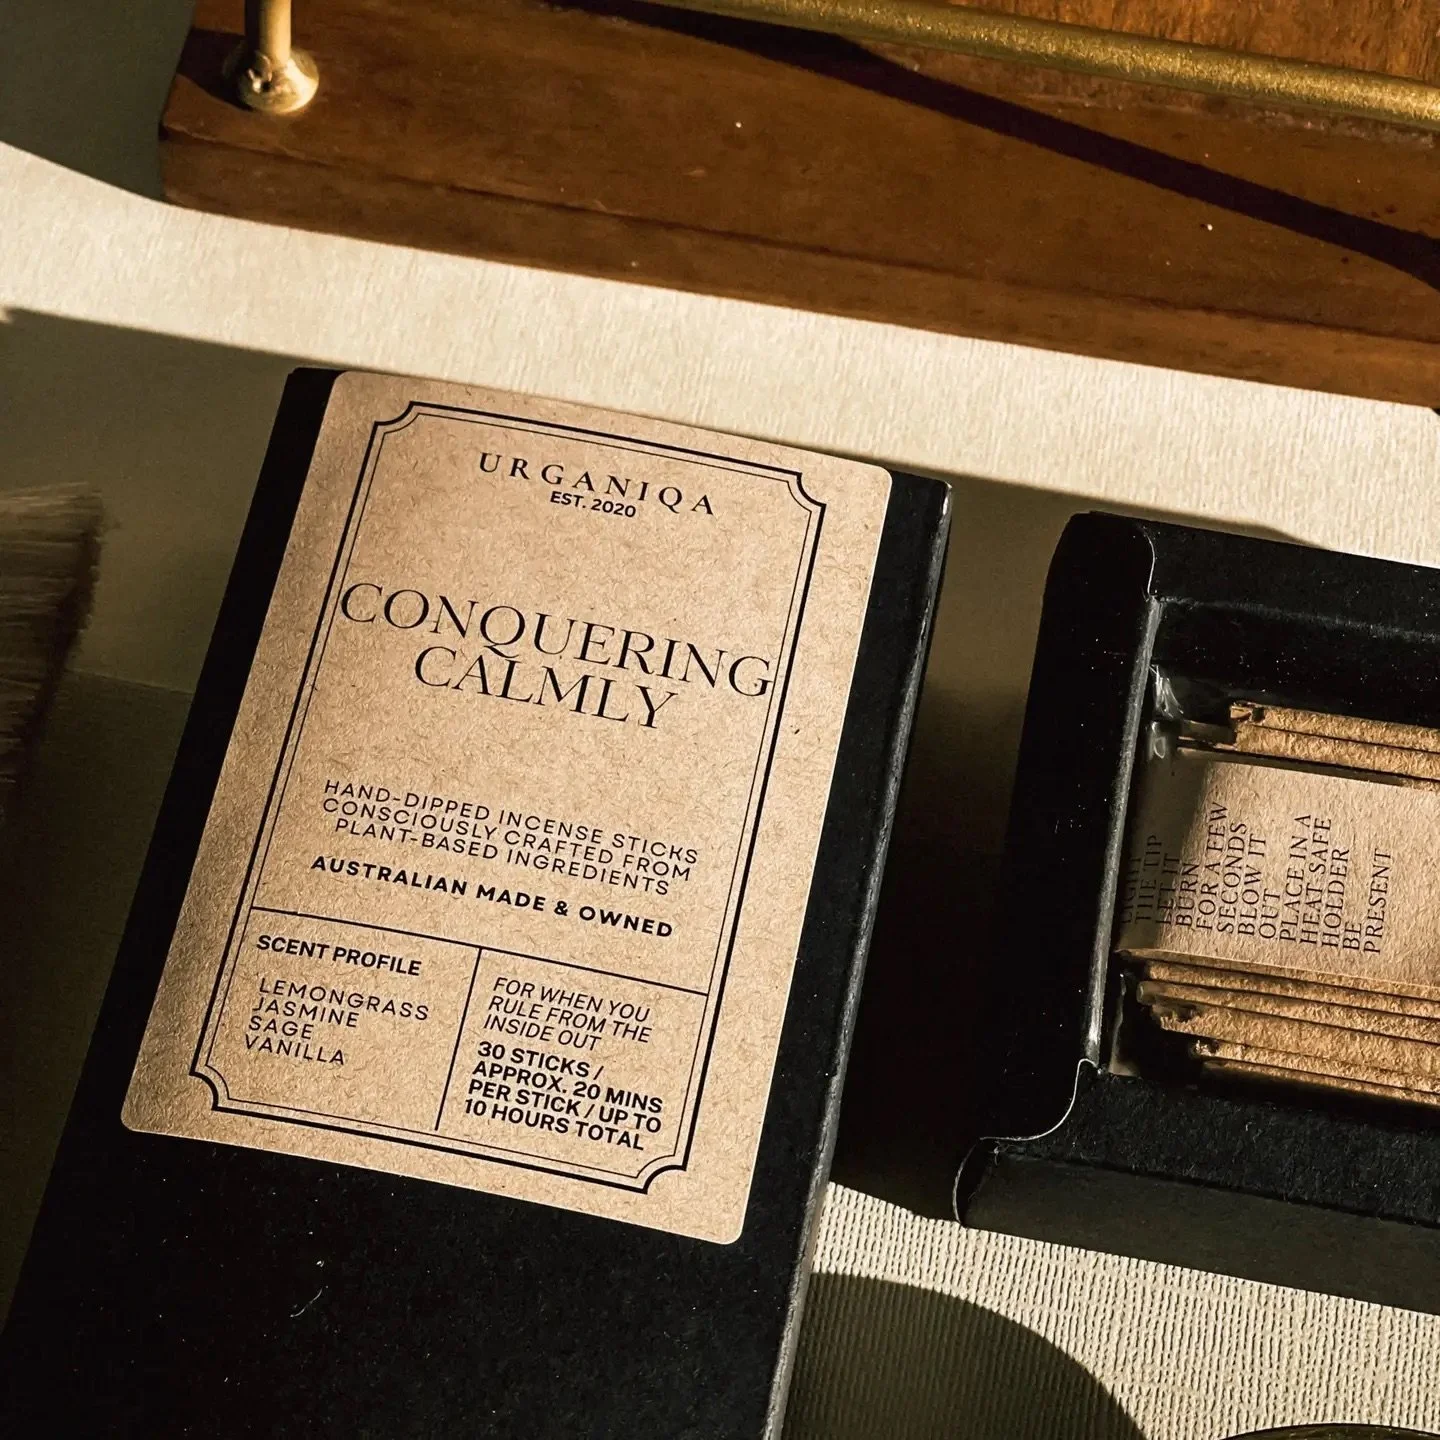 URGANIQA
EST. 2020
CONQUERING
CALMLY
HAND-DIPPED INCENSE STICKS
CONSCIOUSLY CRAFTED FROM
PLANT-BASED INGREDIENTS
AUSTRALIAN MADE & OWNED
SCENT PROFILE
LEMONGRASS
JASMINE
SAGE
VANILLA
FOR WHEN YOU
RULE FROM THE
INSIDE OUT
30 STICKS /
APPROX. 20 MINS
PER STICK / UP TO
10 HOURS TOTAL
LIGHT
THE TIP
LET IT
BURN
FOR A FEW
SECONDS
BLOW IT
OUT
PLACE IN A
HEAT SAFE
HOLDER
BE
PRESENT